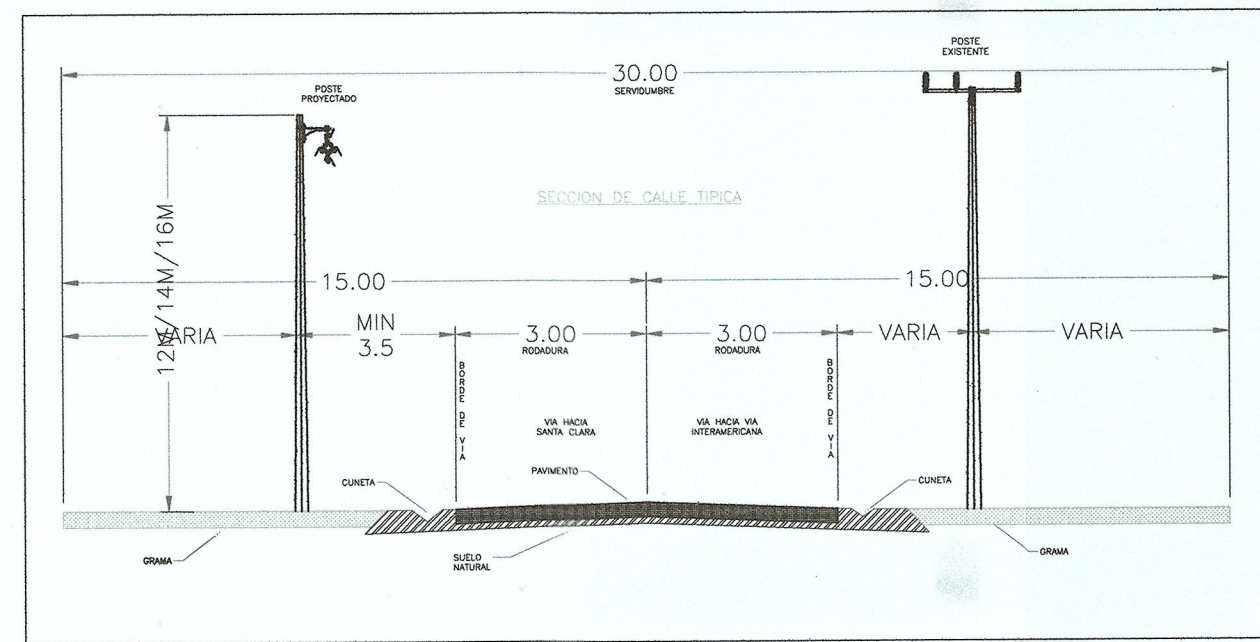 POSTE
EXISTENTE
30.00
SERVIDUMBRE
POSTE
PROYECTADO
SECCION DE CALLE TIPICA
12M/14M/16M
15.00
15.00
VARIA
MIN
3.5
3.00
RODADURA
3.00
RODADURA
VARIA
VARIA
BORDE DE VIA
BORDE DE VIA
VIA HACIA
SANTA CLARA
VIA HACIA VIA
INTERAMERICANA
PAVIMENTO
CUNETA
CUNETA
GRAMA
SUELO
NATURAL
GRAMA